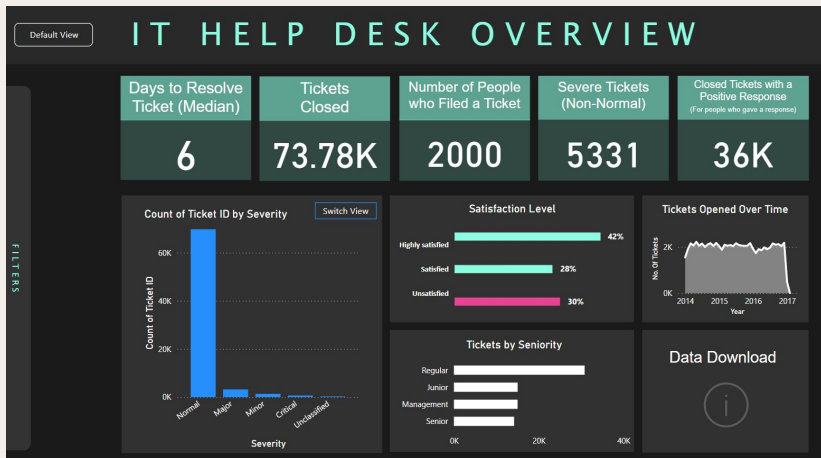 Default View
IT HELP DESK OVERVIEW
Days to Resolve
Ticket (Median)
6
Tickets
Closed
73.78K
Number of People
who Filed a Ticket
2000
Severe Tickets
(Non-Normal)
5331
Closed Tickets with a
Positive Response
(For people who gave a response)
36K
FILTERS
Count of Ticket ID by Severity
Switch View
Count of Ticket ID
60K
40K
20K
0K
Normal
Major
Minor
Critical
Unclassified
Severity
Satisfaction Level
Highly satisfied
42%
Satisfied
28%
Unsatisfied
30%
Tickets Opened Over Time
No. Of Tickets
2K
0K
2014
2015
2016
2017
Year
Tickets by Seniority
Regular
Junior
Management
Senior
0K
20K
40K
Data Download
i